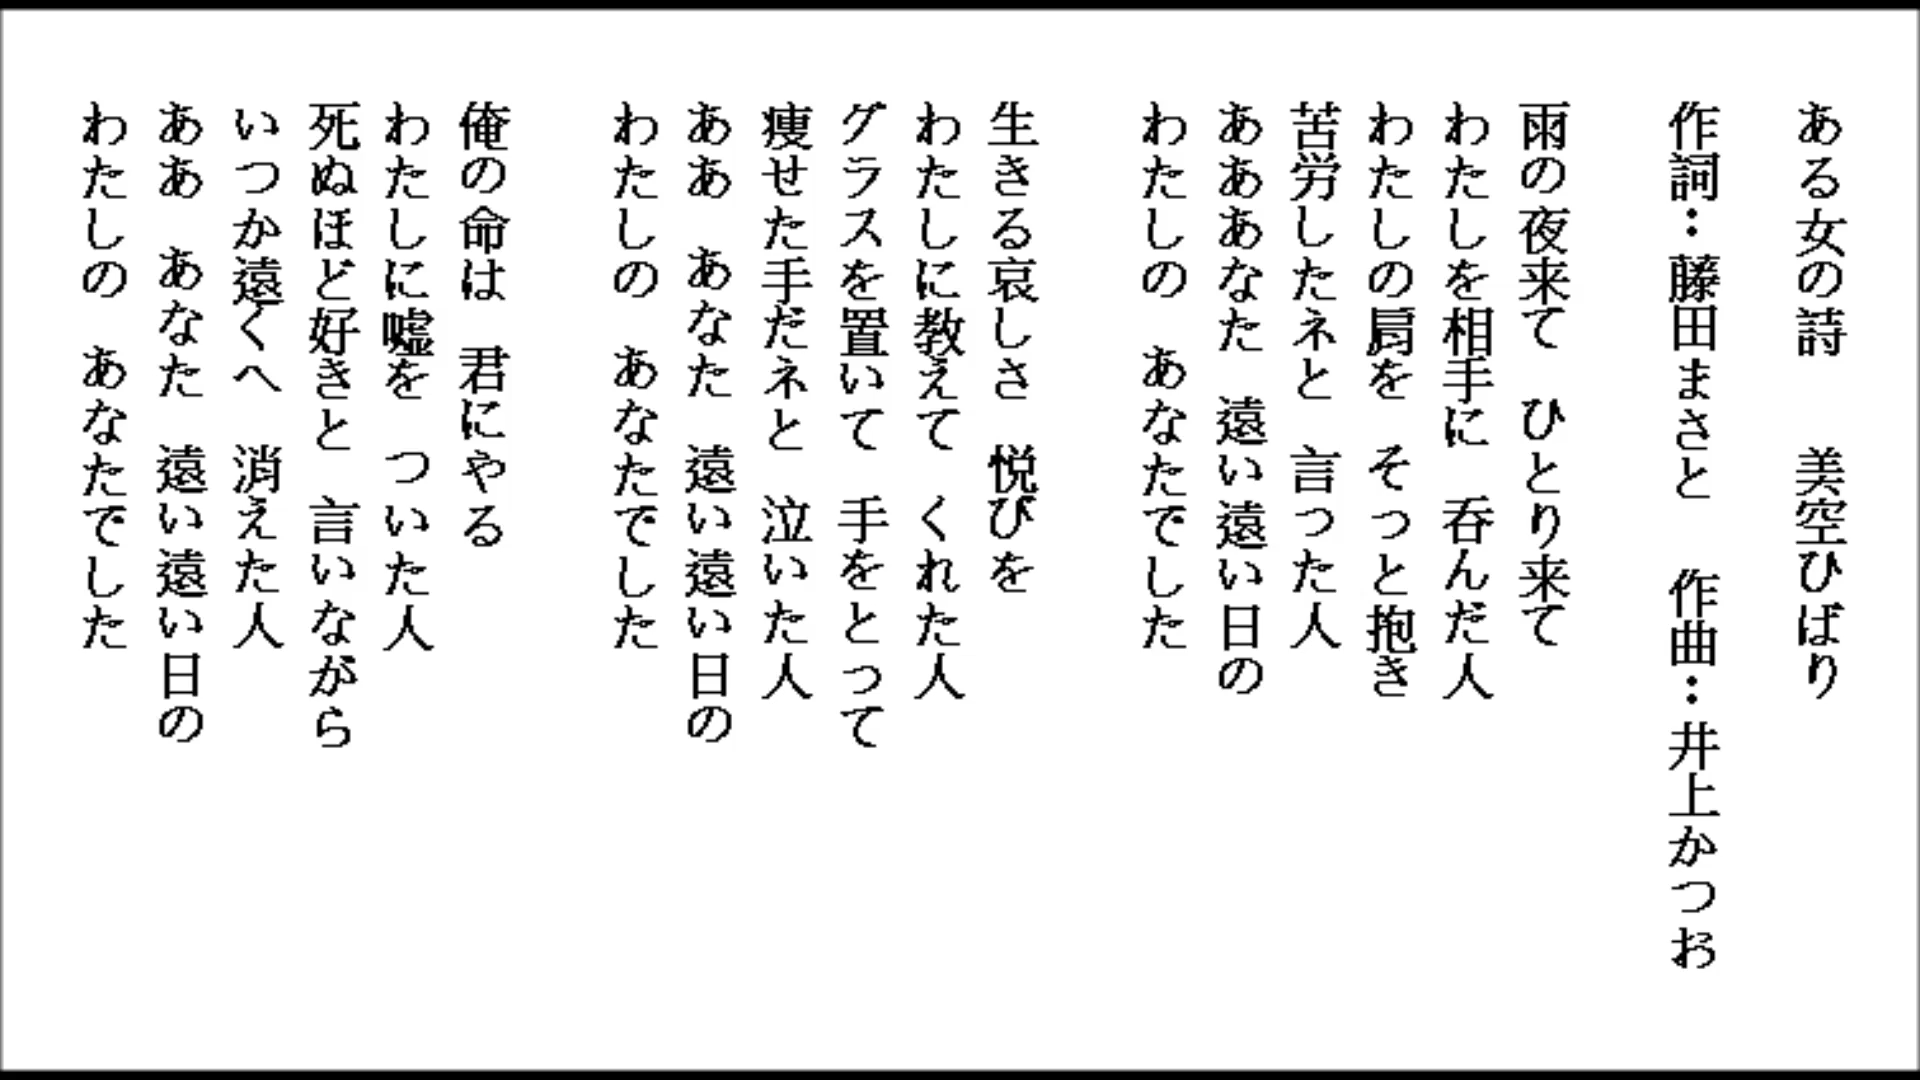 ある女の詩　美空ひばり
作詞：藤田まさと　作曲：井上かつお
雨の夜来て　ひとり来て
わたしを相手に　呑んだ人
わたしの肩を　そっと抱き
苦労したネと　言った人
あああなた　遠い遠い日の
わたしの　あなたでした
生きる哀しさ　悦びを
わたしに教えて　くれた人
グラスを置いて　手をとって
痩せた手だネと　泣いた人
ああ　あなた　遠い遠い日の
わたしの　あなたでした
俺の命は　君にやる
わたしに嘘を　ついた人
死ぬほど好きと　言いながら
いつか遠くへ　消えた人
ああ　あなた　遠い遠い日の
わたしの　あなたでした